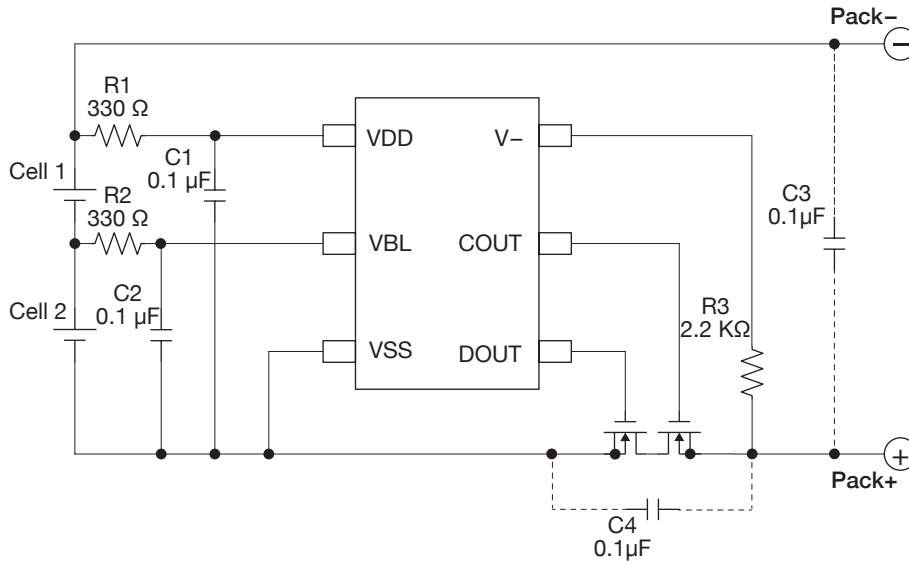 Pack–
−
R1
330 Ω
VDD
V–
C1
0.1 µF
Cell 1
R2
330 Ω
C3
0.1µF
VBL
COUT
C2
0.1 µF
Cell 2
R3
2.2 KΩ
VSS
DOUT
+
Pack+
C4
0.1µF